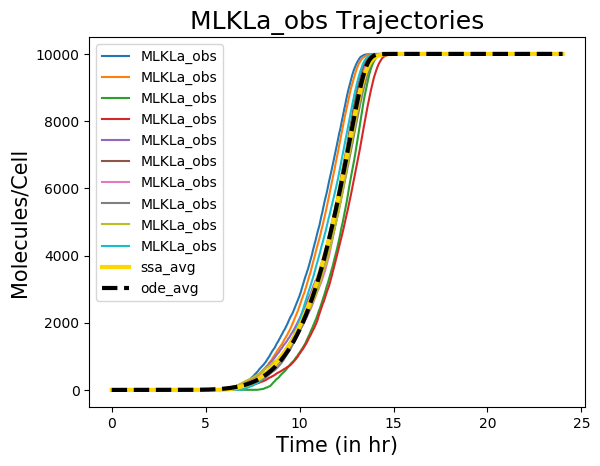 MLKLa_obs Trajectories
Molecules/Cell
10000
8000
6000
4000
2000
0
MLKLa_obs
MLKLa_obs
MLKLa_obs
MLKLa_obs
MLKLa_obs
MLKLa_obs
MLKLa_obs
MLKLa_obs
MLKLa_obs
MLKLa_obs
ssa_avg
ode_avg
0 5 10 15 20 25
Time (in hr)